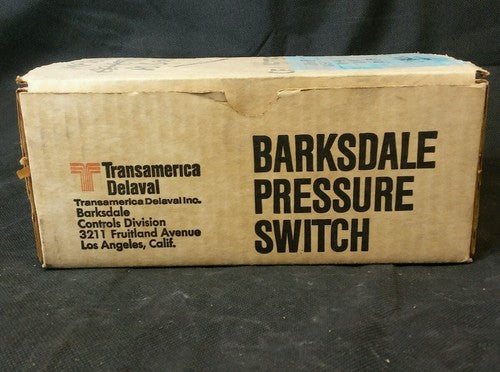 Transamerica
Delaval
Transamerica Delaval Inc.
Barksdale
Controls Division
3211 Fruitland Avenue
Los Angeles, Calif.
BARKSDALE
PRESSURE
SWITCH